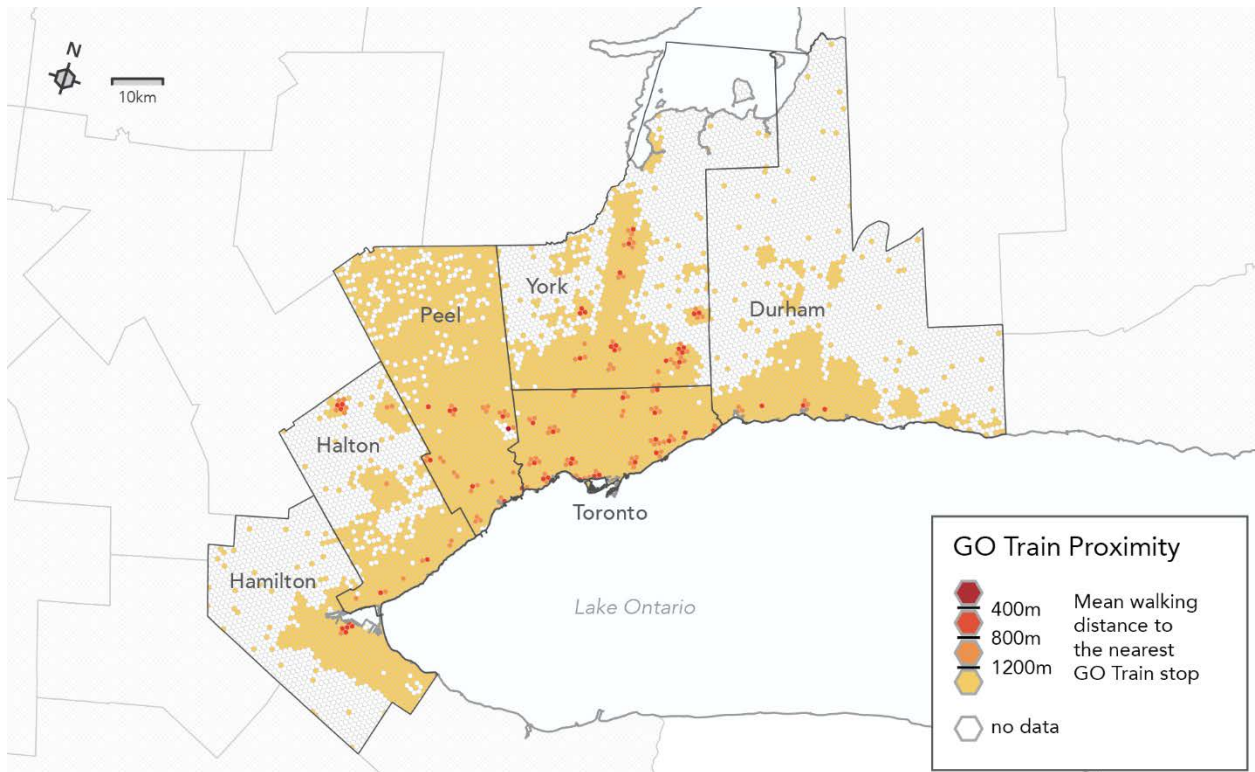 N
10km
York
Peel
Durham
Halton
Toronto
Hamilton
Lake Ontario
GO Train Proximity
400m
800m
1200m
Mean walking
distance to
the nearest
GO Train stop
no data